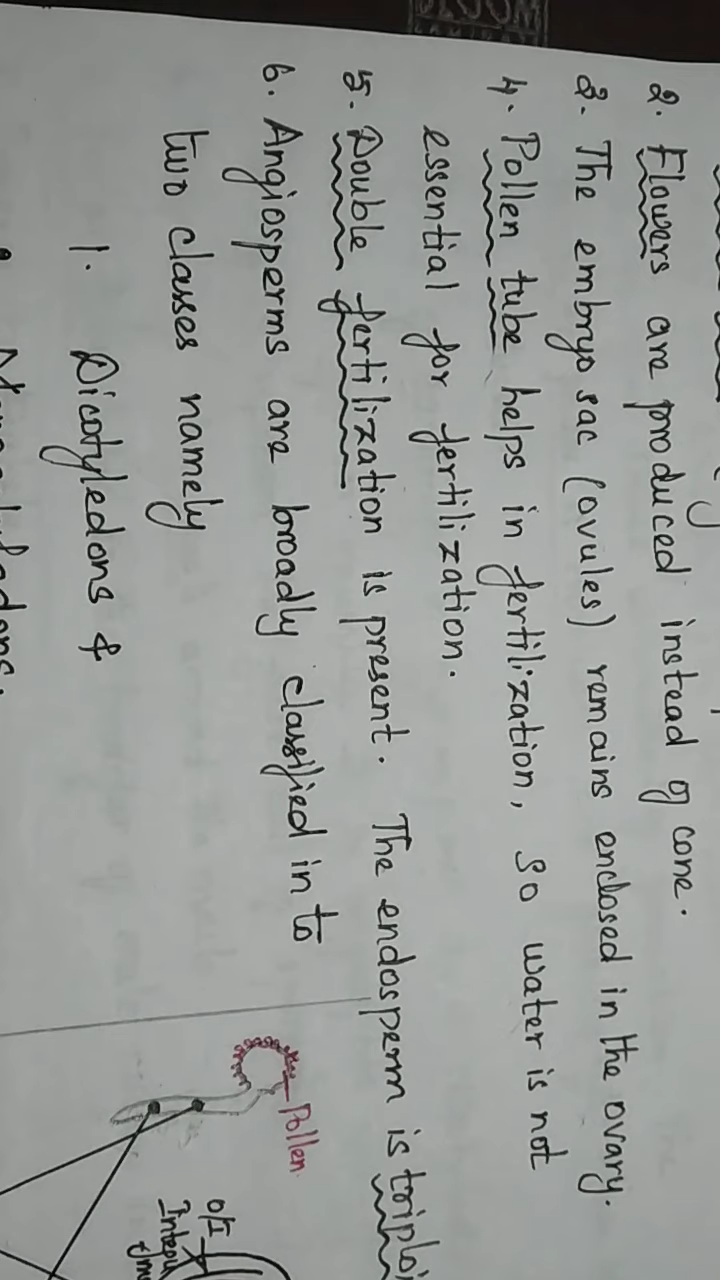 2. Flowers are produced instead of cone.
3. The embryo sac (ovules) remains enclosed in the ovary.
4. Pollen tube helps in fertilization, so water is not
essential for fertilization.
5. Double fertilization is present. The endosperm is triploi
6. Angiosperms are broadly classified in to
two classes namely
1. Dicotyledons &
Pollen
O/I